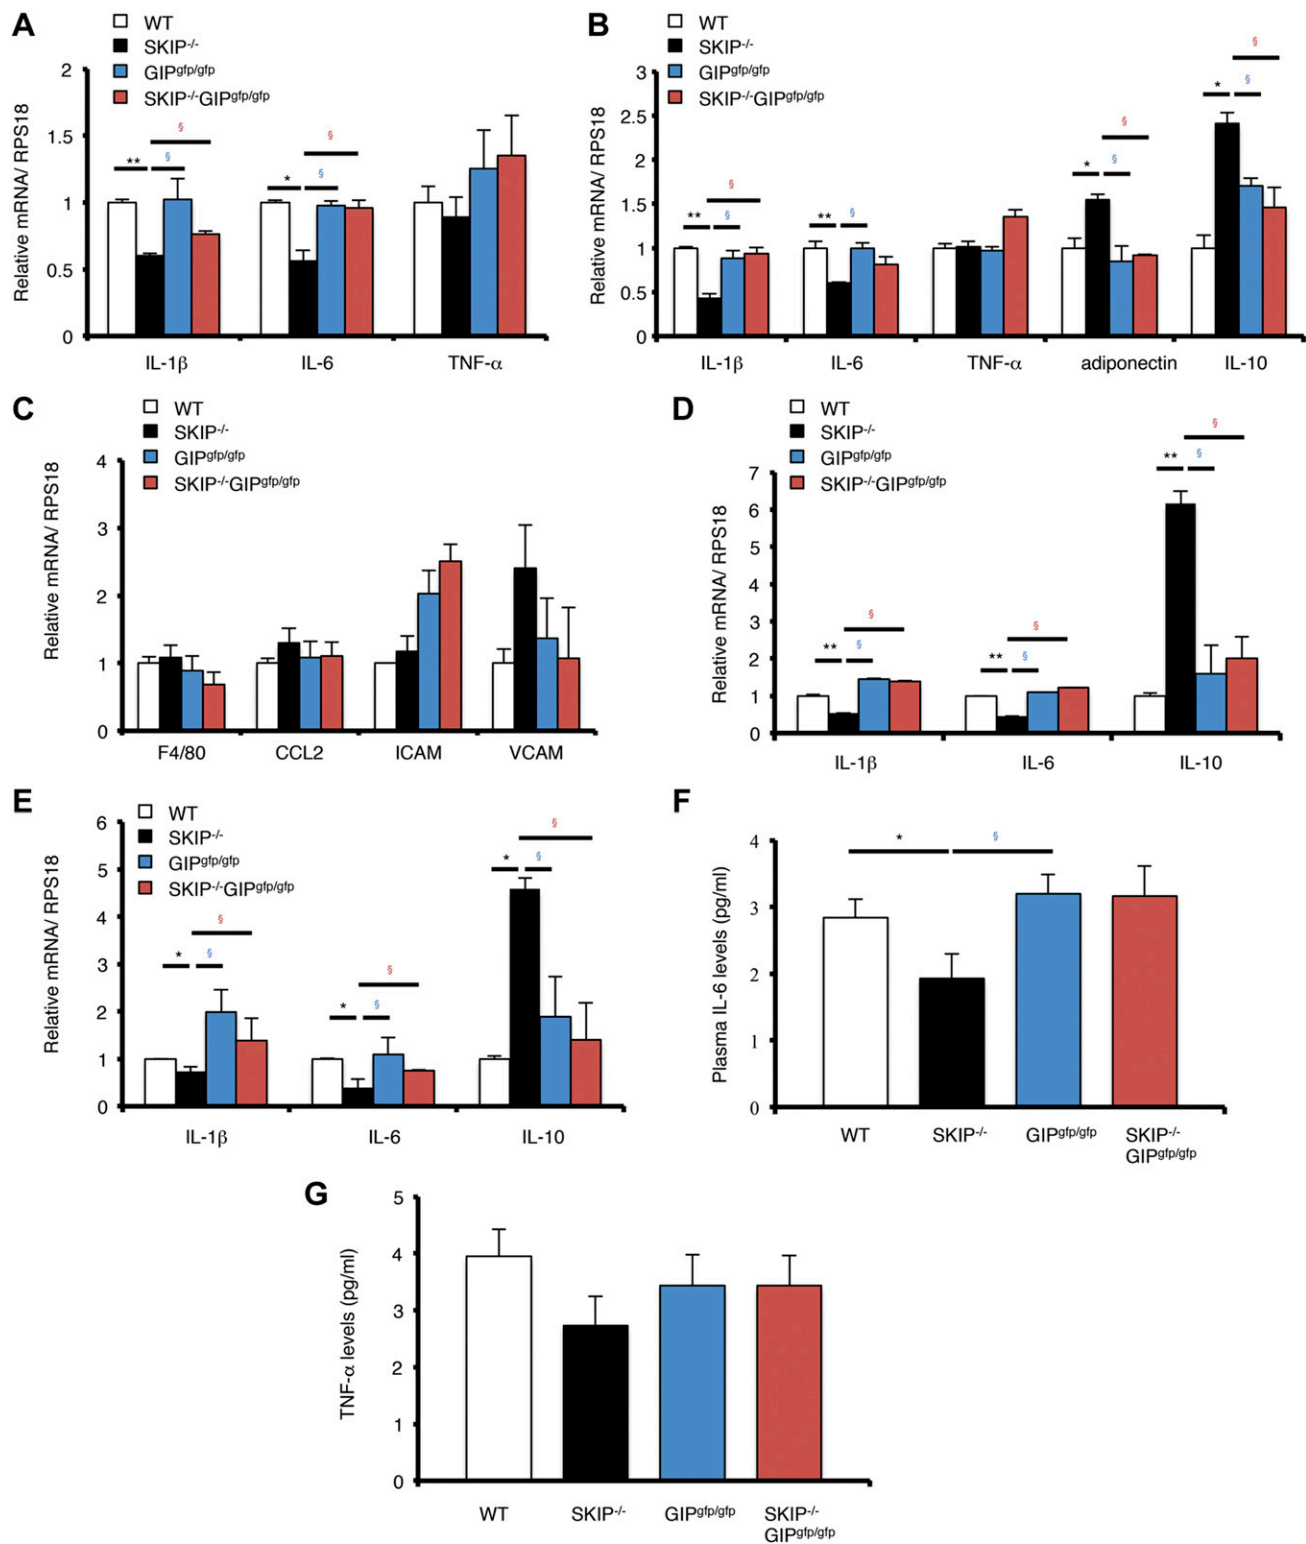 A
WT
SKIP-/-
GIPgfp/gfp
SKIP-/-GIPgfp/gfp
Relative mRNA/ RPS18
2
1.5
1
0.5
0
** § §
* § §
IL-1β IL-6 TNF-α
B
WT
SKIP-/-
GIPgfp/gfp
SKIP-/-GIPgfp/gfp
Relative mRNA/ RPS18
3
2.5
2
1.5
1
0.5
0
** § §
** §
* § §
* § §
IL-1β IL-6 TNF-α adiponectin IL-10
C
WT
SKIP-/-
GIPgfp/gfp
SKIP-/-GIPgfp/gfp
Relative mRNA/ RPS18
4
3
2
1
0
F4/80 CCL2 ICAM VCAM
D
WT
SKIP-/-
GIPgfp/gfp
SKIP-/-GIPgfp/gfp
Relative mRNA/ RPS18
7
6
5
4
3
2
1
0
** § §
** § §
** § §
IL-1β IL-6 IL-10
E
WT
SKIP-/-
GIPgfp/gfp
SKIP-/-GIPgfp/gfp
Relative mRNA/ RPS18
6
5
4
3
2
1
0
* § §
* § §
* § §
IL-1β IL-6 IL-10
F
Plasma IL-6 levels (pg/ml)
4
3
2
1
0
* §
WT SKIP-/- GIPgfp/gfp SKIP-/-
GIPgfp/gfp
G
TNF-α levels (pg/ml)
5
4
3
2
1
0
WT SKIP-/- GIPgfp/gfp SKIP-/-
GIPgfp/gfp